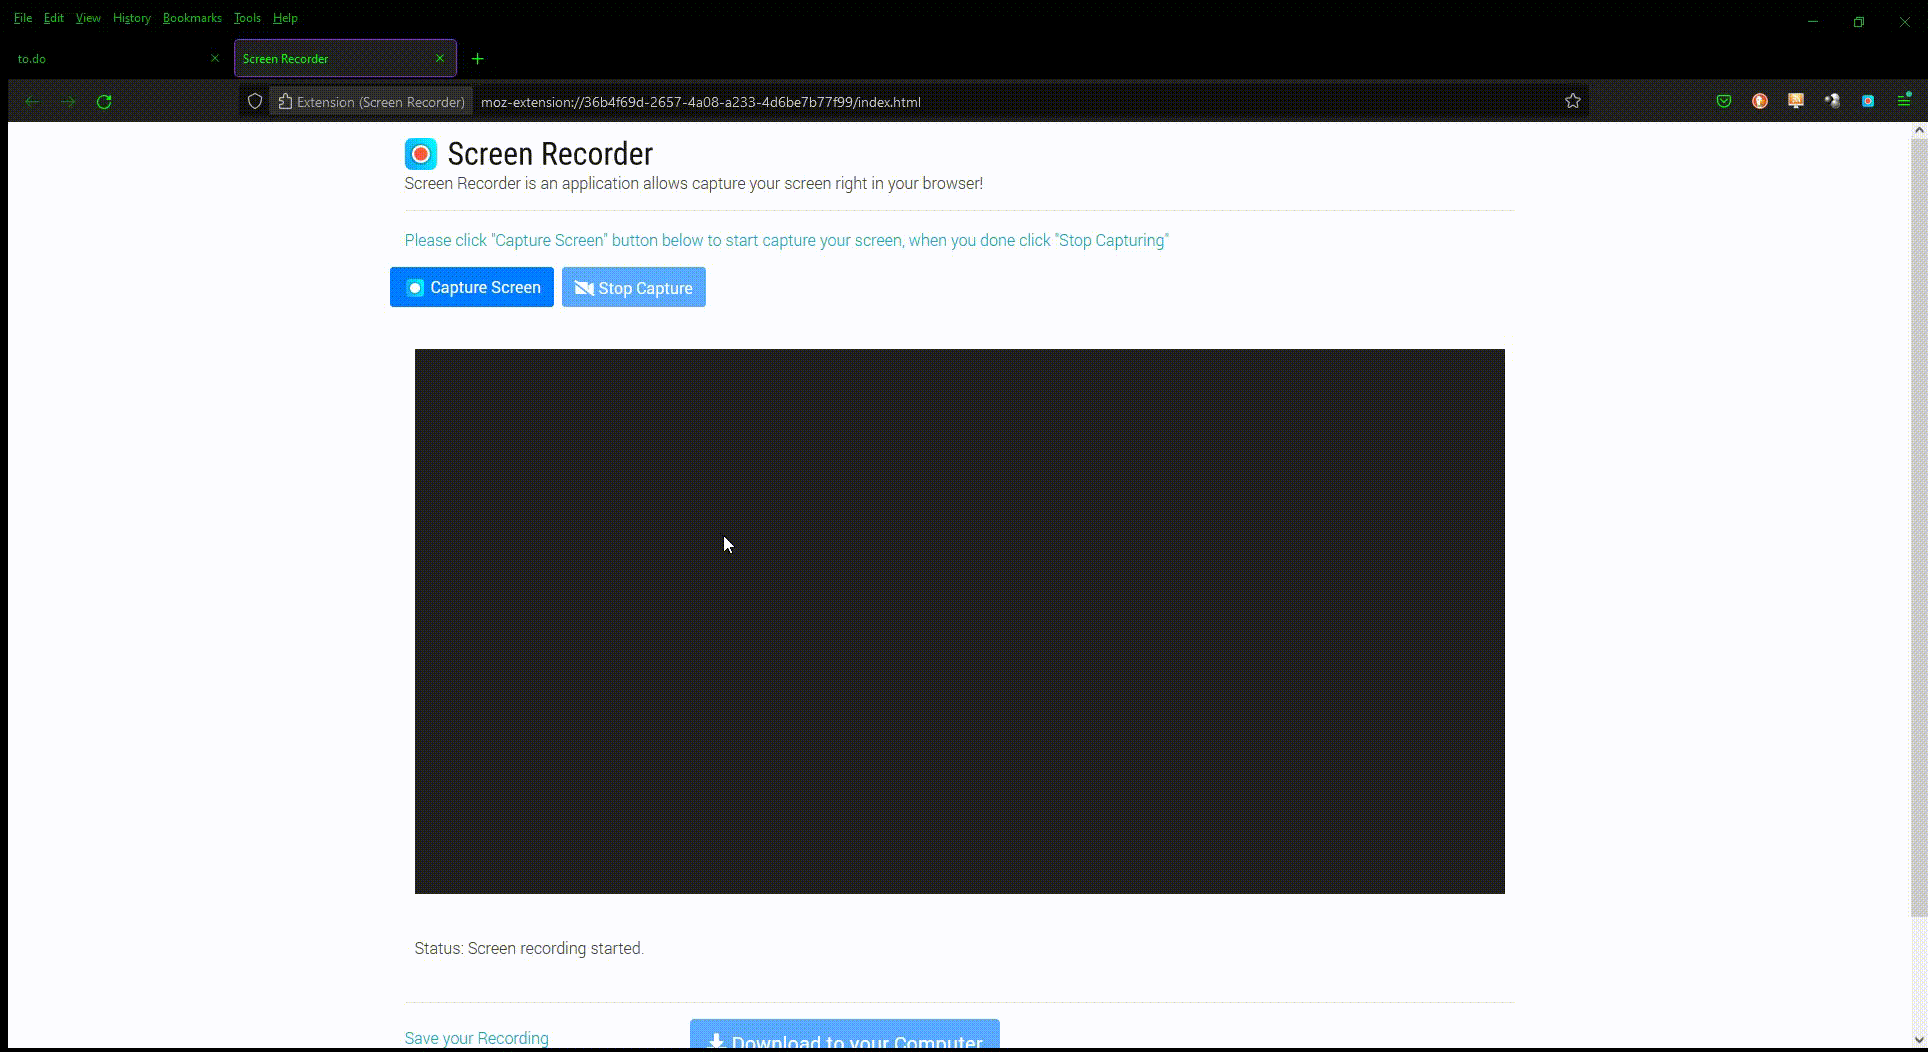 File Edit View History Bookmarks Tools Help
to.do
Screen Recorder
Extension (Screen Recorder) moz-extension://36b4f69d-2657-4a08-a233-4d6be7b77f99/index.html
Screen Recorder
Screen Recorder is an application allows capture your screen right in your browser!
Please click "Capture Screen" button below to start capture your screen, when you done click "Stop Capturing"
Capture Screen
Stop Capture
Status: Screen recording started.
Save your Recording
Download to your Computer